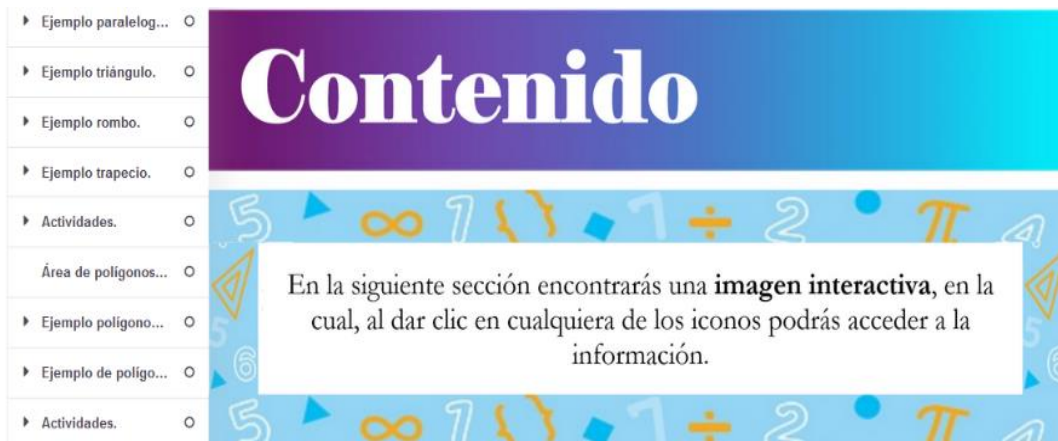 Ejemplo paralelog...
Ejemplo triángulo.
Ejemplo rombo.
Ejemplo trapecio.
Actividades.
Área de polígonos...
Ejemplo polígono...
Ejemplo de polígo...
Actividades.
Contenido
En la siguiente sección encontrarás una imagen interactiva, en la
cual, al dar clic en cualquiera de los iconos podrás acceder a la
información.